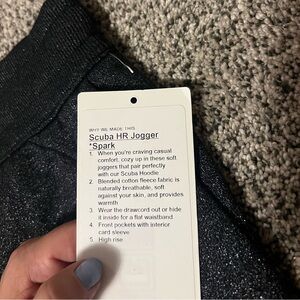 WHY WE MADE THIS
Scuba HR Jogger
*Spark
1. When you're craving casual
comfort, cozy up in these soft
joggers that pair perfectly
with our Scuba Hoodie
2. Blended cotton fleece fabric is
naturally breathable, soft
against your skin, and provides
warmth
3. Wear the drawcord out or hide
it inside for a flat waistband
4. Front pockets with interior
card sleeve
5. High rise